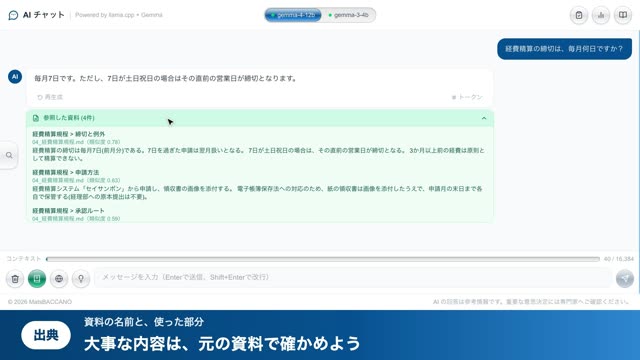 AI チャット
Powered by llama.cpp × Gemma
gemma-4-12b
gemma-3-4b
経費精算の締切は、毎月何日ですか？
AI
毎月7日です。ただし、7日が土日祝日の場合はその直前の営業日が締切となります。
再生成
トークン
参照した資料 (4件)
経費精算規程 > 締切と例外
04_経費精算規程.md（類似度 0.78）
経費精算の締切は毎月7日(前月分)である。7日を過ぎた申請は翌月扱いとなる。 7日が土日祝日の場合は、その直前の営業日が締切となる。 3か月以上前の経費は原則として精算できない。
経費精算規程 > 申請方法
04_経費精算規程.md（類似度 0.63）
経費精算システム「セイサンポン」から申請し、領収書の画像を添付する。 電子帳簿保存法への対応のため、紙の領収書は画像を添付したうえで、申請月の末日まで各自で保管する(経理部への原本提出は不要)。
経費精算規程 > 承認ルート
04_経費精算規程.md（類似度 0.59）
コンテキスト
40 / 16,384
メッセージを入力（Enterで送信、Shift+Enterで改行）
© 2026 MatsBACCANO
AI の回答は参考情報です。重要な意思決定には専門家へご確認ください。
出典
資料の名前と、使った部分
大事な内容は、元の資料で確かめよう